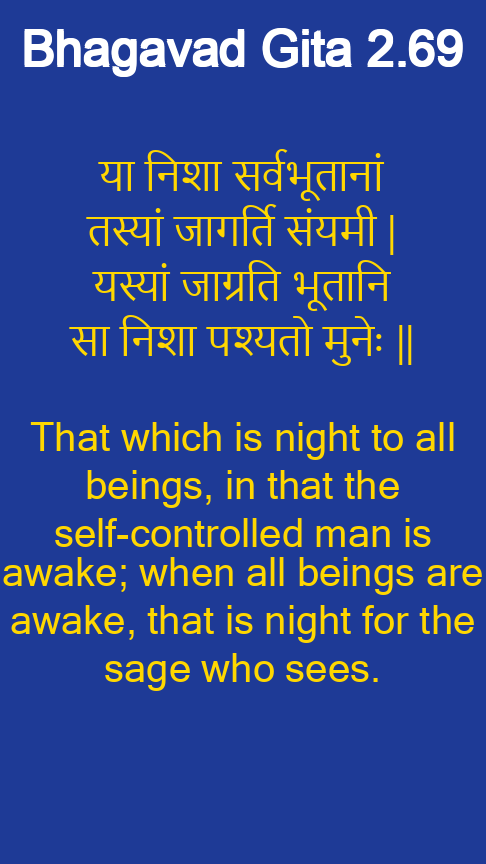 Bhagavad Gita 2.69
या निशा सर्वभूतानां
तस्यां जागर्ति संयमी |
यस्यां जाग्रति भूतानि
सा निशा पश्यतो मुनेः ||
That which is night to all
beings, in that the
self-controlled man is
awake; when all beings are
awake, that is night for the
sage who sees.